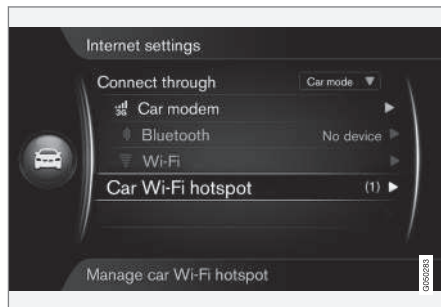 Internet settings
Connect through Car mode
3G Car modem
Bluetooth No device
Wi-Fi
Car Wi-Fi hotspot (1)
Manage car Wi-Fi hotspot
G050283